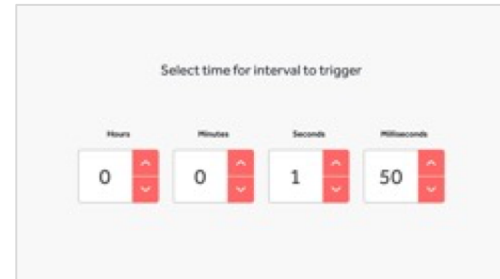 Select time for interval to trigger
Hours Minutes Seconds Milliseconds
0 0 1 50